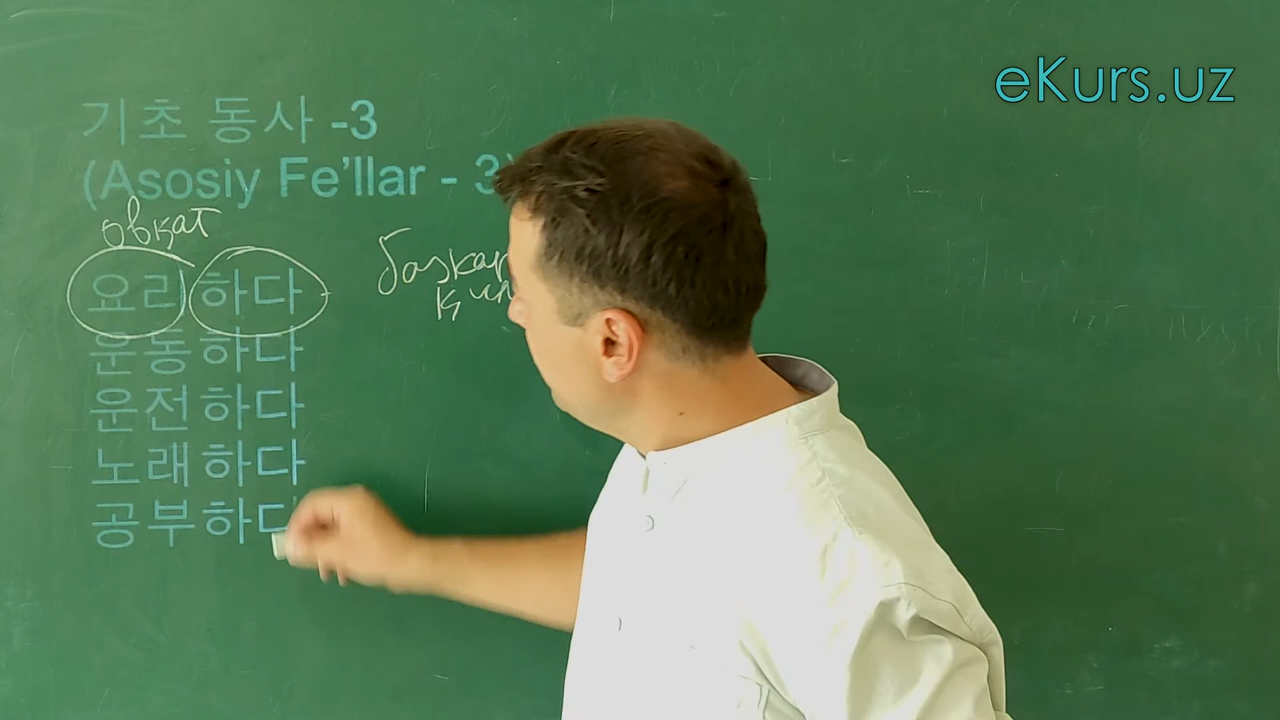 eKurs.uz
기초 동사 -3
(Asosiy Fe’llar - 3)
овқат
요리하다
운동하다
운전하다
노래하다
공부하다